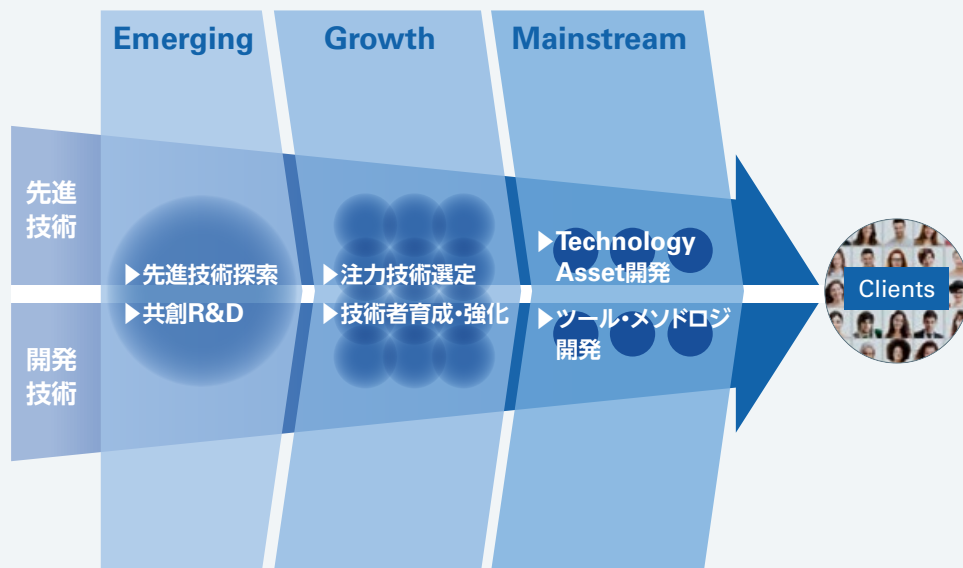 Emerging
Growth
Mainstream
先進
技術
開発
技術
▶先進技術探索
▶共創R&D
▶注力技術選定
▶技術者育成・強化
▶Technology
Asset開発
▶ツール・メソドロジ
開発
Clients